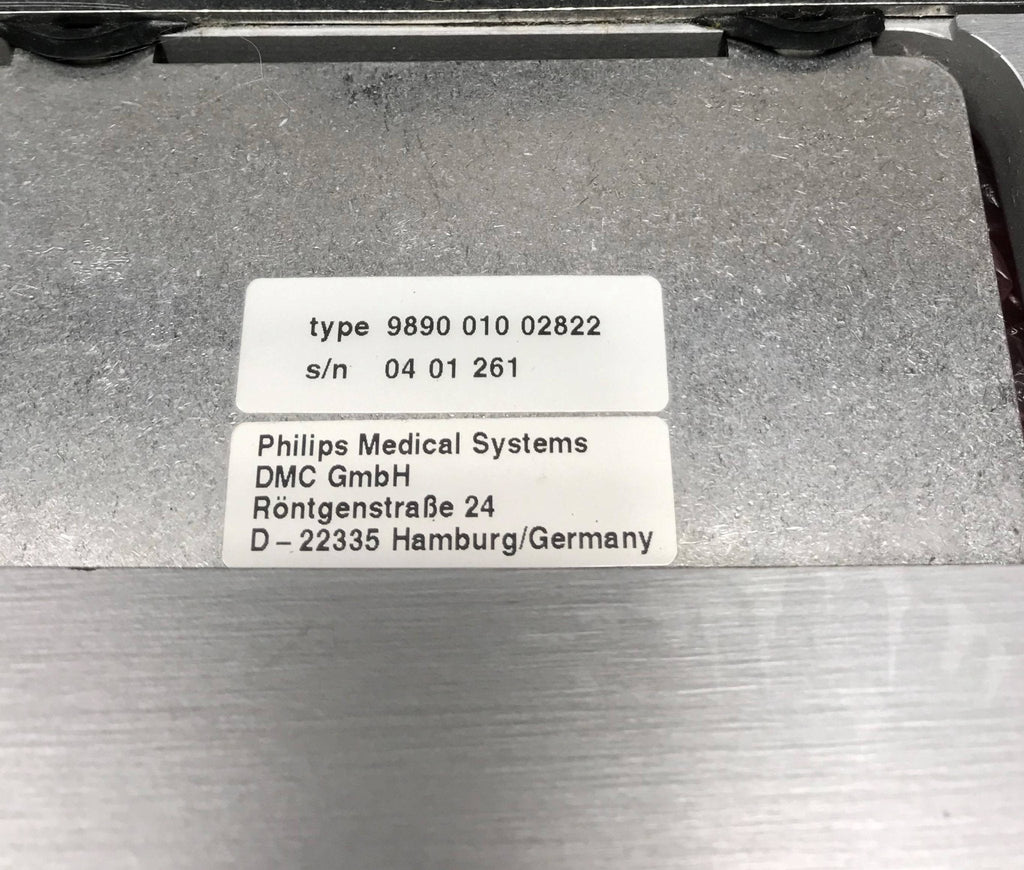 type 9890 010 02822
s/n 04 01 261
Philips Medical Systems
DMC GmbH
Röntgenstraße 24
D – 22335 Hamburg/Germany